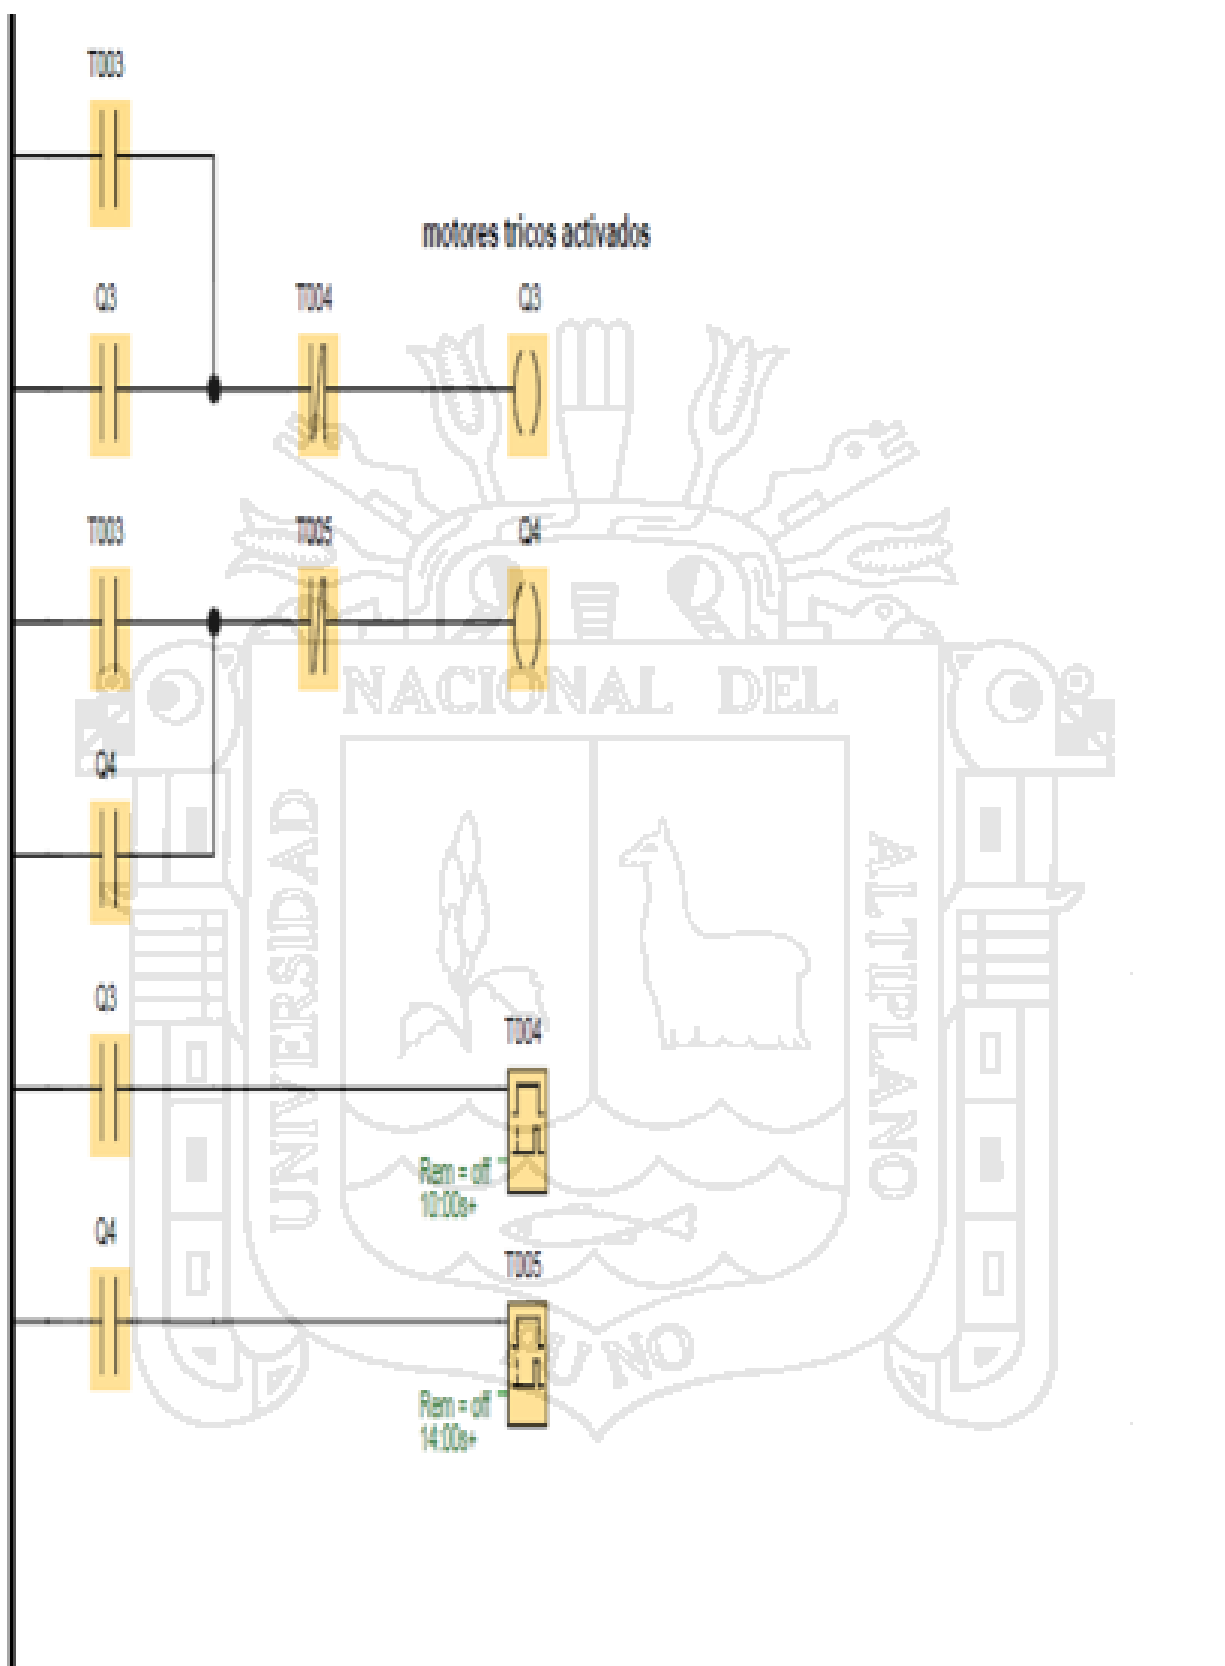 T003
motores tricos activados
Q3
T004
Q3
T003
T005
Q4
NACIONAL DEL
Q4
UNIVERSIDAD
ALTIPLANO
Q3
T004
Rem = off
10:00s+
Q4
T005
PUNO
Rem = off
14:00s+